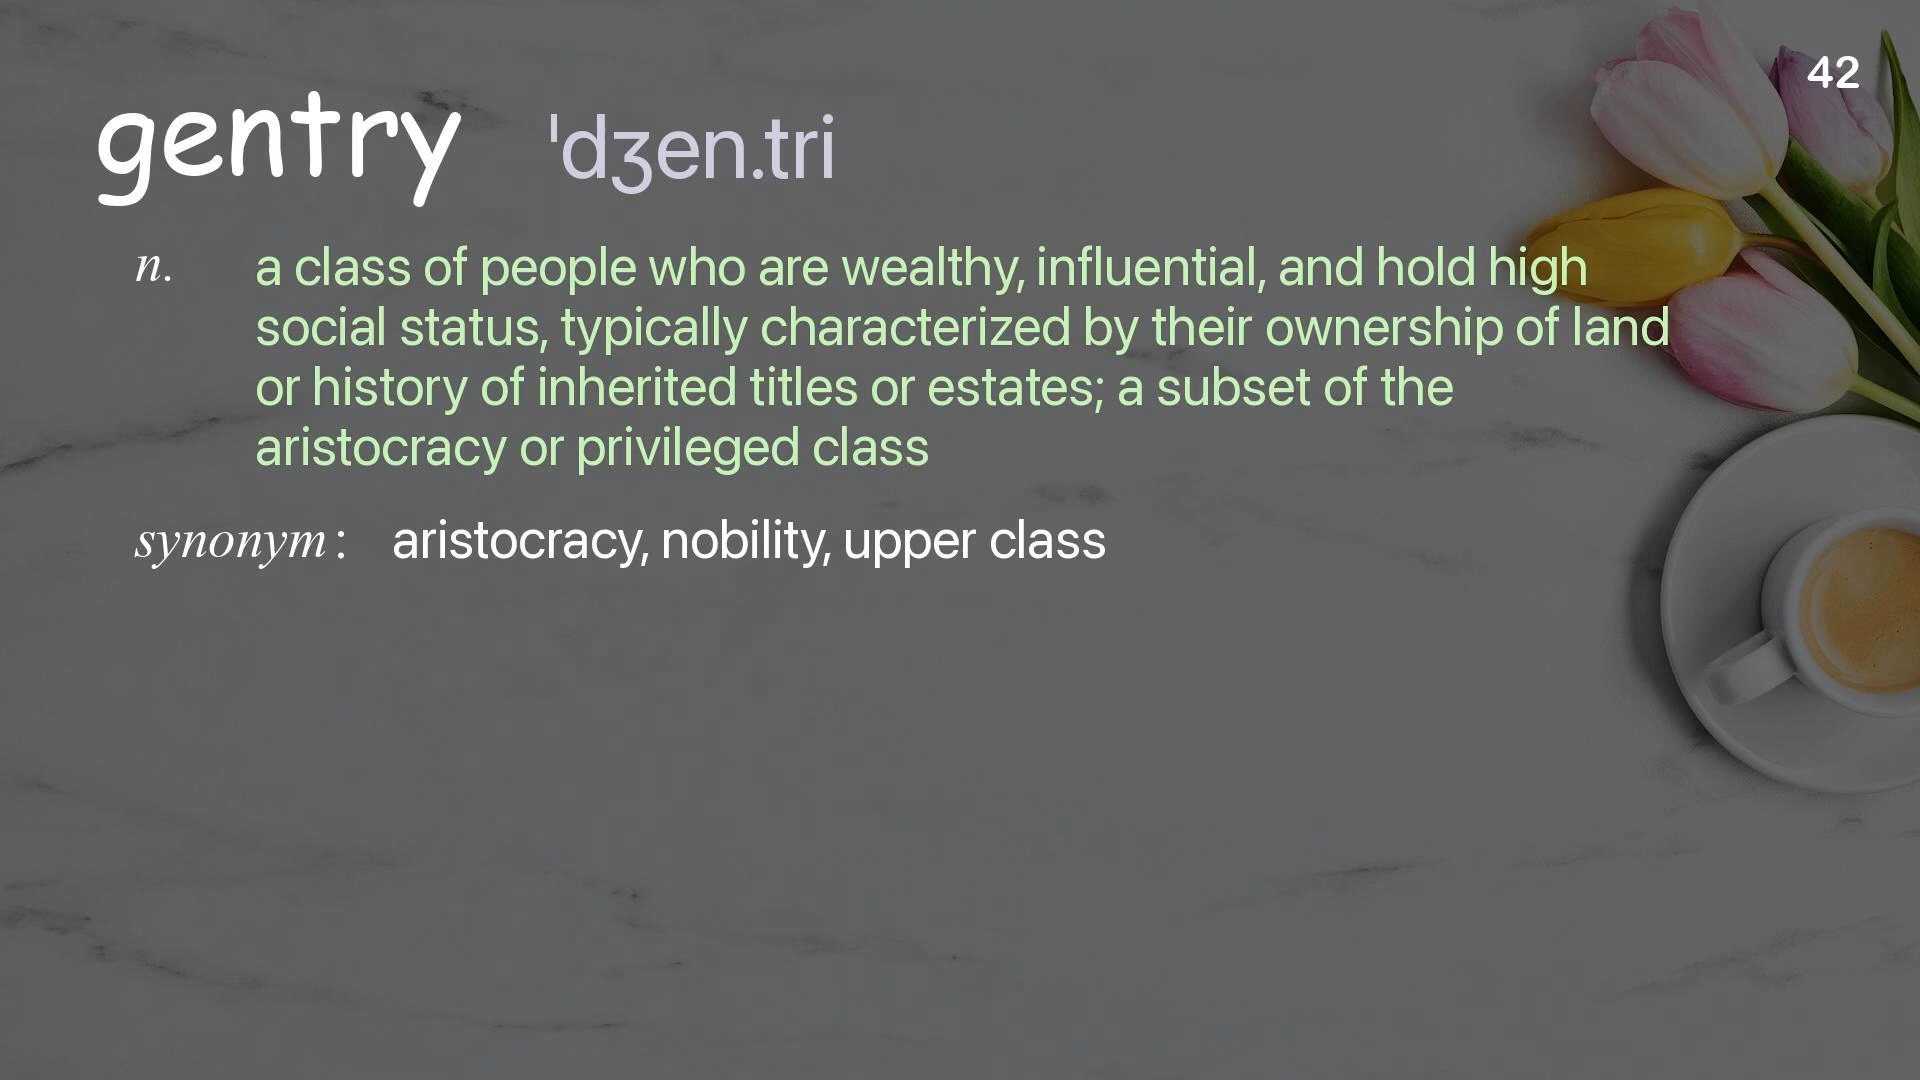 42
gentry ˈdʒen.tri
n. a class of people who are wealthy, influential, and hold high
social status, typically characterized by their ownership of land
or history of inherited titles or estates; a subset of the
aristocracy or privileged class
synonym: aristocracy, nobility, upper class